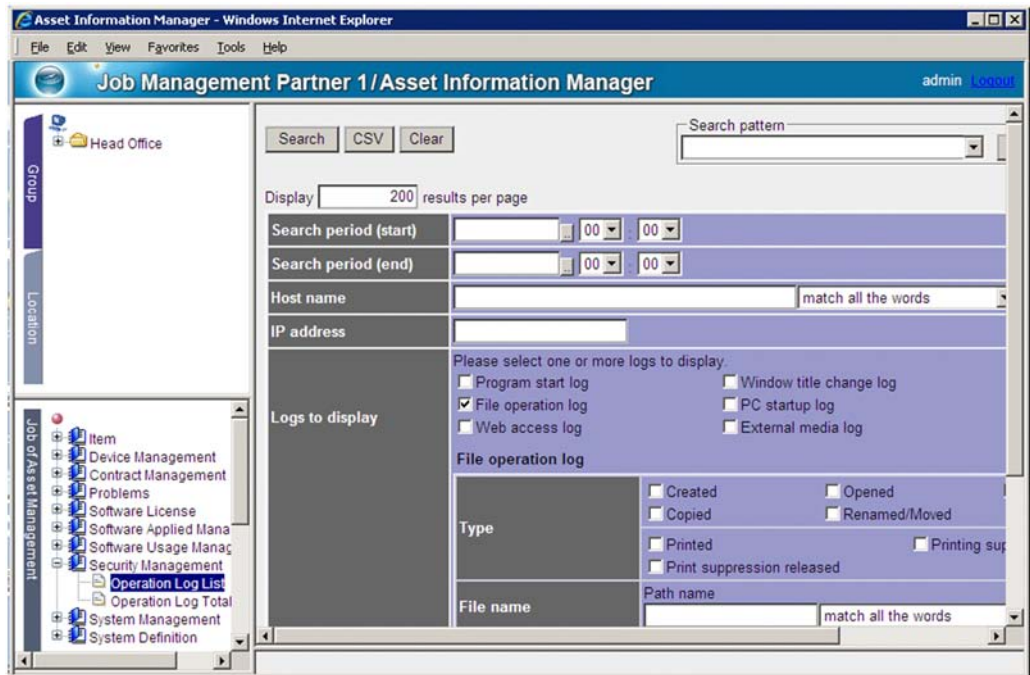 Asset Information Manager - Windows Internet Explorer
File Edit View Favorites Tools Help
Job Management Partner 1/Asset Information Manager
admin Logout
Group
Location
Head Office
Search CSV Clear
Search pattern
Display 200 results per page
Search period (start) .. 00 : 00
Search period (end) .. 00 : 00
Host name match all the words
IP address
Logs to display
Please select one or more logs to display.
Program start log Window title change log
File operation log PC startup log
Web access log External media log
File operation log
Type
Created Opened
Copied Renamed/Moved
Printed Printing sup
Print suppression released
File name
Path name
match all the words
Job of Asset Management
Item
Device Management
Contract Management
Problems
Software License
Software Applied Mana
Software Usage Manag
Security Management
Operation Log List
Operation Log Total
System Management
System Definition